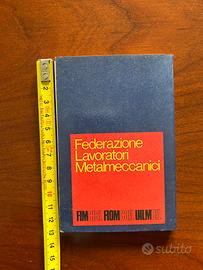 Federazione
Lavoratori
Metalmeccanici
FIM FIOM UILM
subito